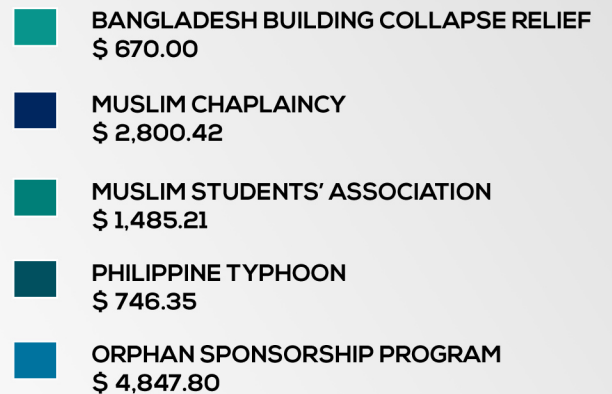 BANGLADESH BUILDING COLLAPSE RELIEF
$ 670.00
MUSLIM CHAPLAINCY
$ 2,800.42
MUSLIM STUDENTS' ASSOCIATION
$ 1,485.21
PHILIPPINE TYPHOON
$ 746.35
ORPHAN SPONSORSHIP PROGRAM
$ 4,847.80